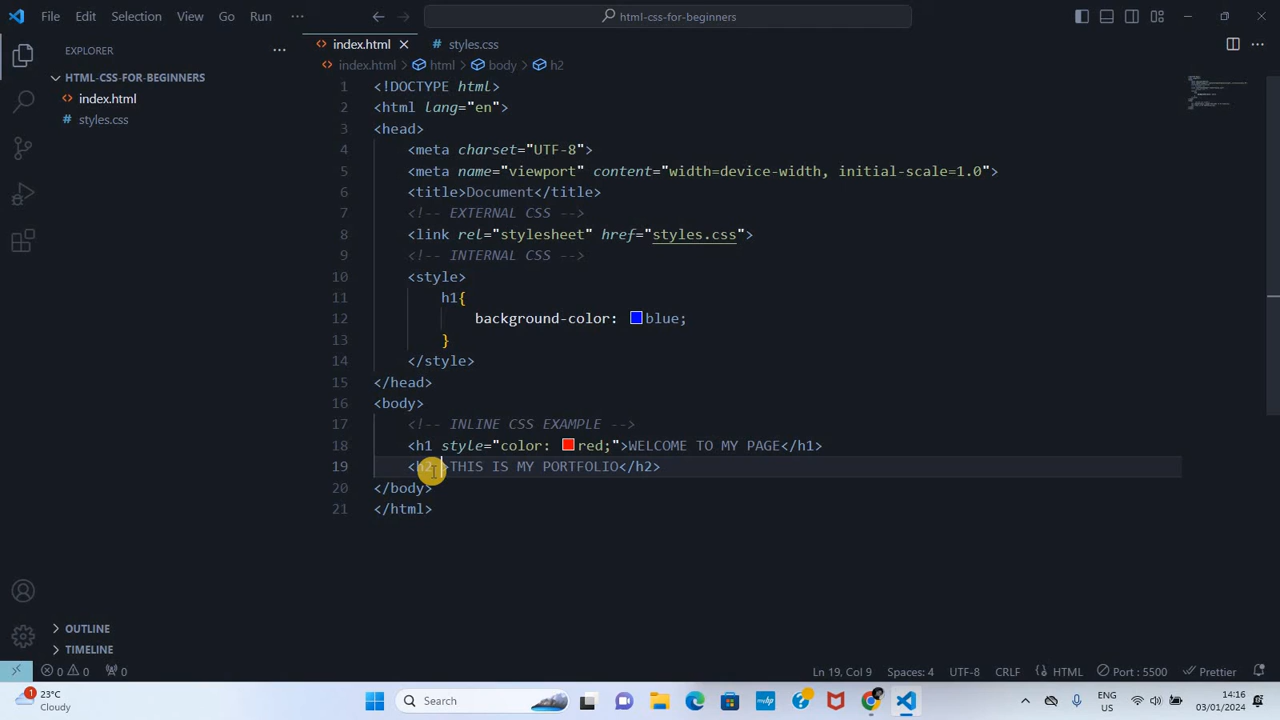 File Edit Selection View Go Run ··· html-css-for-beginners
EXPLORER ···
index.html
# styles.css
HTML-CSS-FOR-BEGINNERS
index.html
# styles.css
index.html > html > body > h2
1 <!DOCTYPE html>
2 <html lang="en">
3 <head>
4 <meta charset="UTF-8">
5 <meta name="viewport" content="width=device-width, initial-scale=1.0">
6 <title>Document</title>
7 <!-- EXTERNAL CSS -->
8 <link rel="stylesheet" href="styles.css">
9 <!-- INTERNAL CSS -->
10 <style>
11 h1{
12 background-color: blue;
13 }
14 </style>
15 </head>
16 <body>
17 <!-- INLINE CSS EXAMPLE -->
18 <h1 style="color: red;">WELCOME TO MY PAGE</h1>
19 <h2 >THIS IS MY PORTFOLIO</h2>
20 </body>
21 </html>
OUTLINE
TIMELINE
0 0 0 Ln 19, Col 9 Spaces: 4 UTF-8 CRLF HTML Port : 5500 Prettier
1 23°C
Cloudy
Search
ENG
US
14:16
03/01/2024